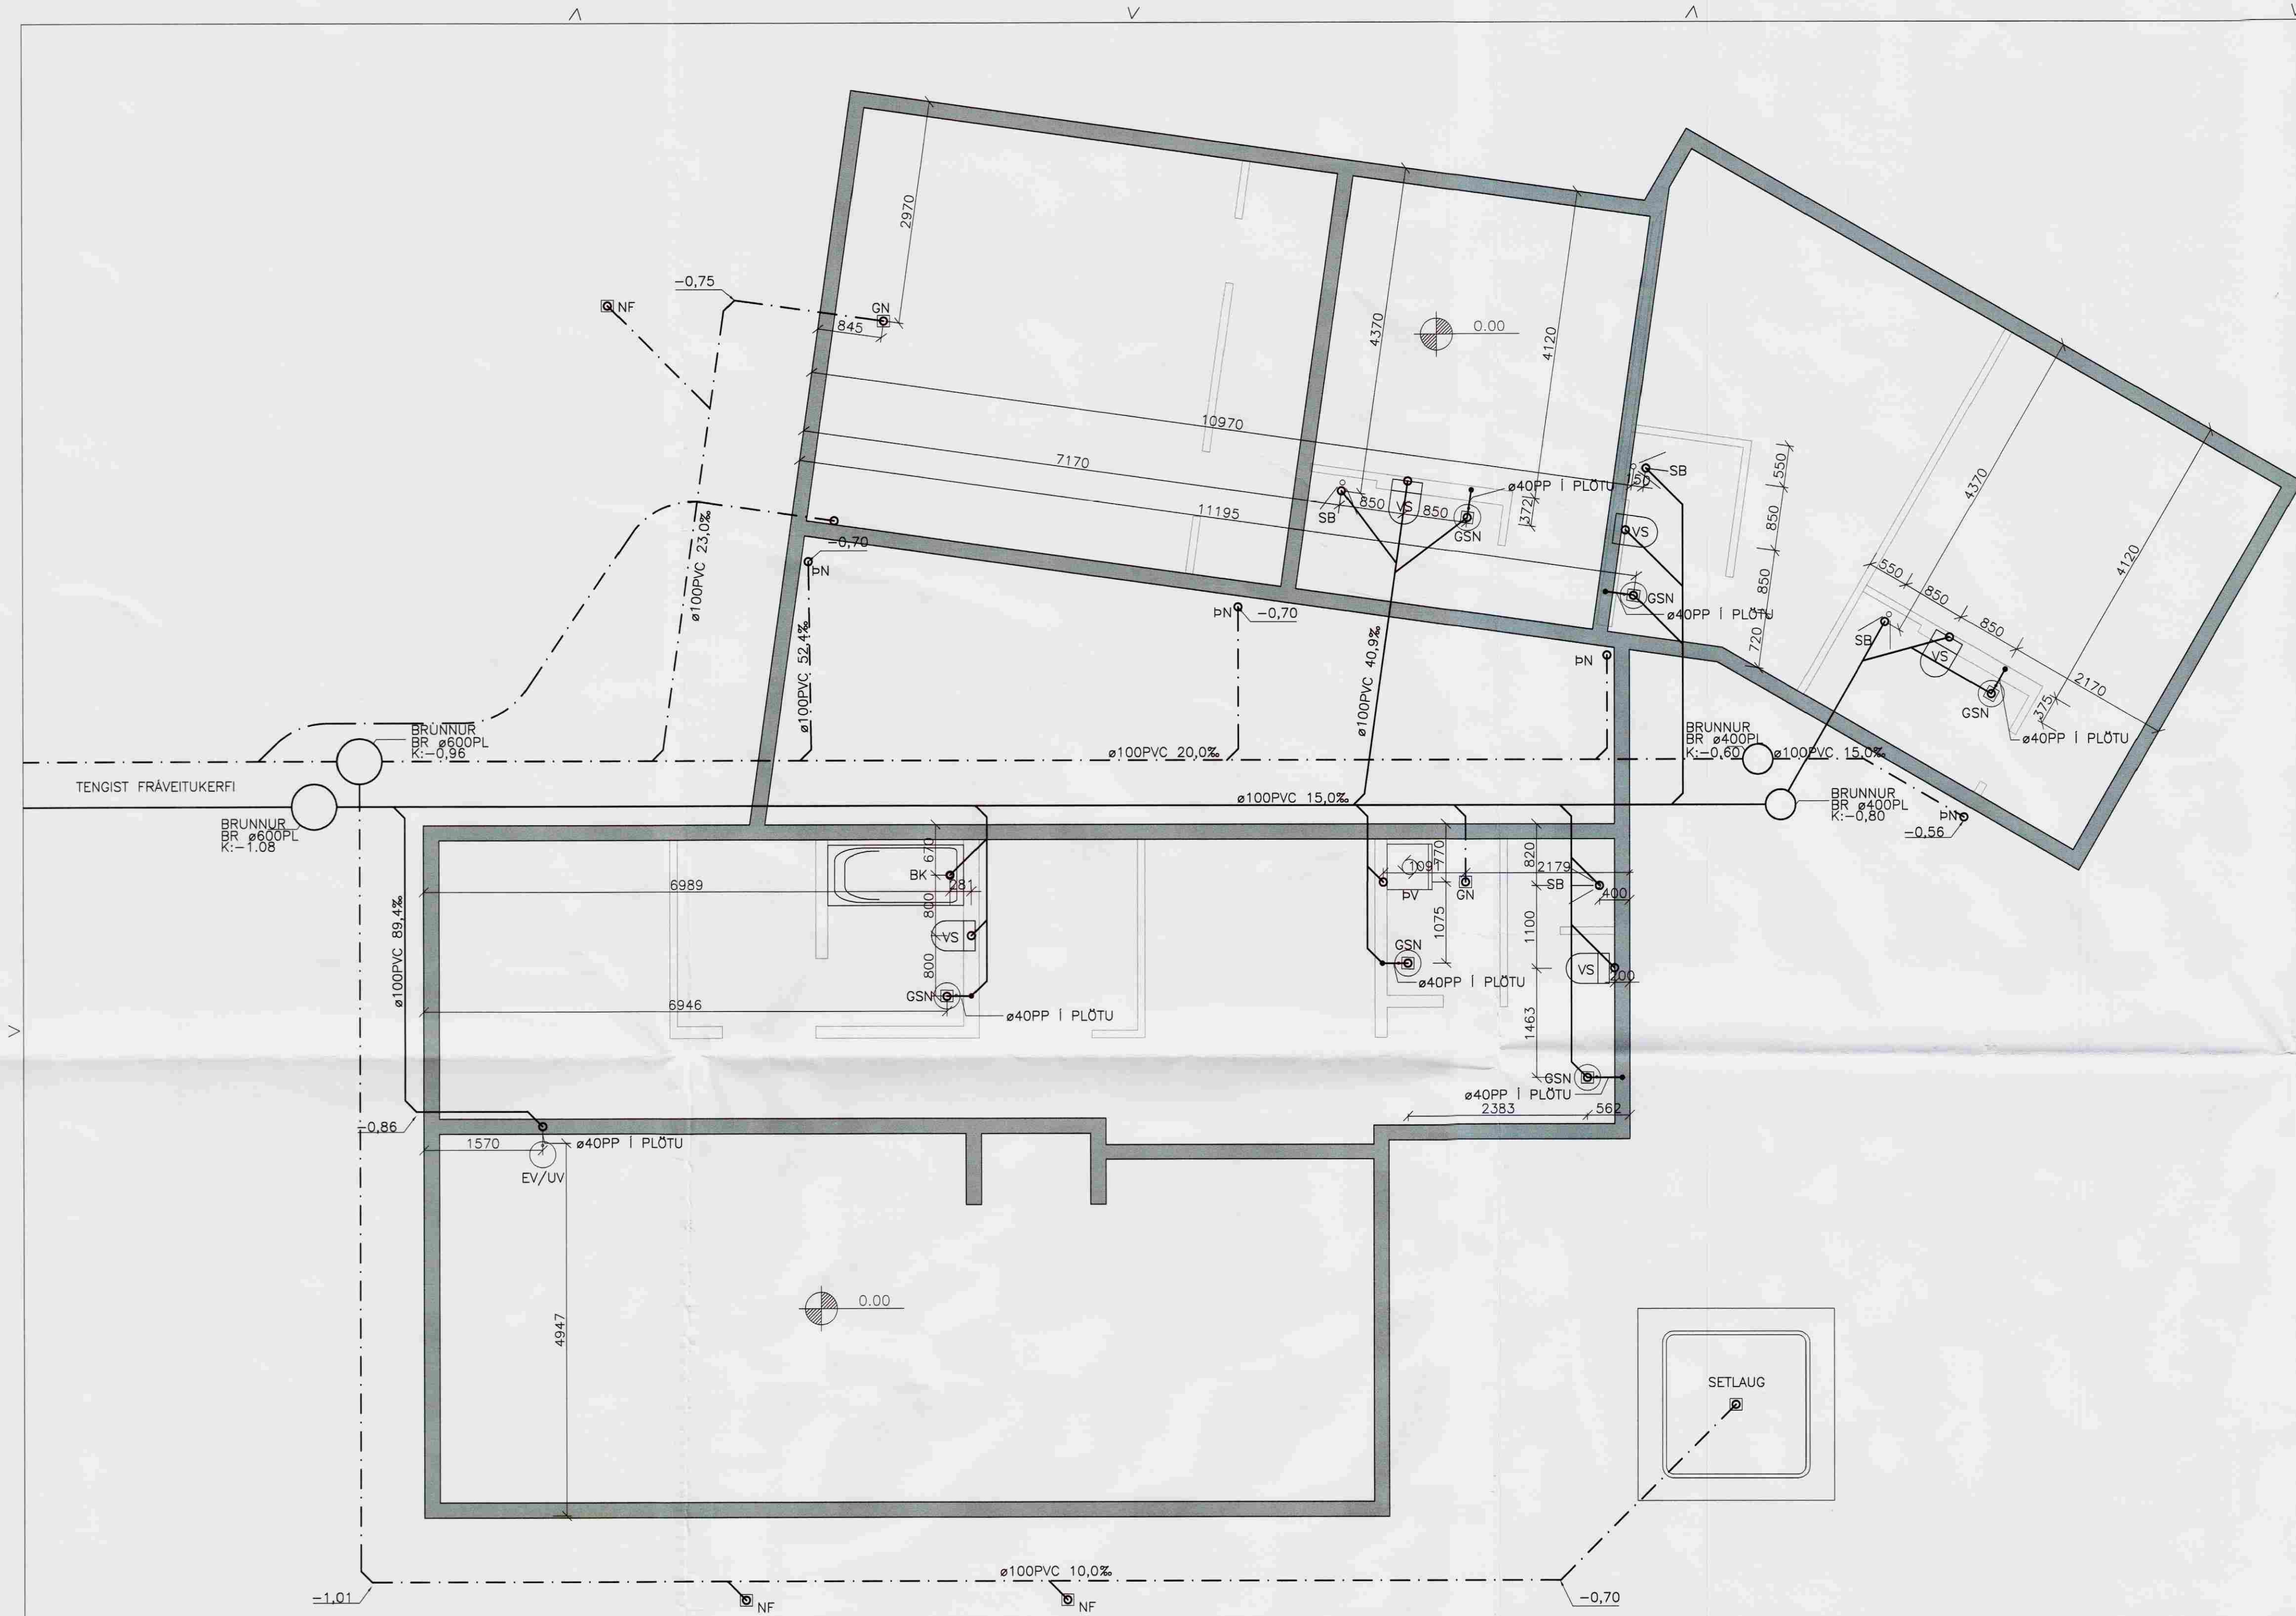 2970
-0,75
NF
GN
845
4370
4120
0.00
10970
7170
11195
ø100PVC 23,0‰
SB
850
VS
850
ø40PP Í PLÖTU
372
GSN
SB
150
VS
GSN
ø40PP Í PLÖTU
550
850
850
720
4370
4120
550
850
850
2170
SB
VS
GSN
375
ø40PP Í PLÖTU
-0,70
ÞN
ø100PVC 52,4‰
ÞN
-0,70
ø100PVC 40,9‰
ÞN
BRUNNUR
BR ø600PL
K:-0,96
ø100PVC 20,0‰
BRUNNUR
BR ø400PL
K:-0,60
ø100PVC 15,0‰
TENGIST FRÁVEITUKERFI
ø100PVC 15,0‰
BRUNNUR
BR ø600PL
K:-1.08
BRUNNUR
BR ø400PL
K:-0,80
ÞN
-0,56
670
BK
281
6989
800
VS
800
GSN
6946
ø40PP Í PLÖTU
ø100PVC 89,4‰
770
1091
ÞV
GN
1075
GSN
ø40PP Í PLÖTU
820
2179
SB
400
1100
VS
200
1463
GSN
ø40PP Í PLÖTU
2383
562
-0,86
1570
ø40PP Í PLÖTU
EV/UV
4947
0.00
SETLAUG
ø100PVC 10,0‰
-1,01
NF
NF
-0,70